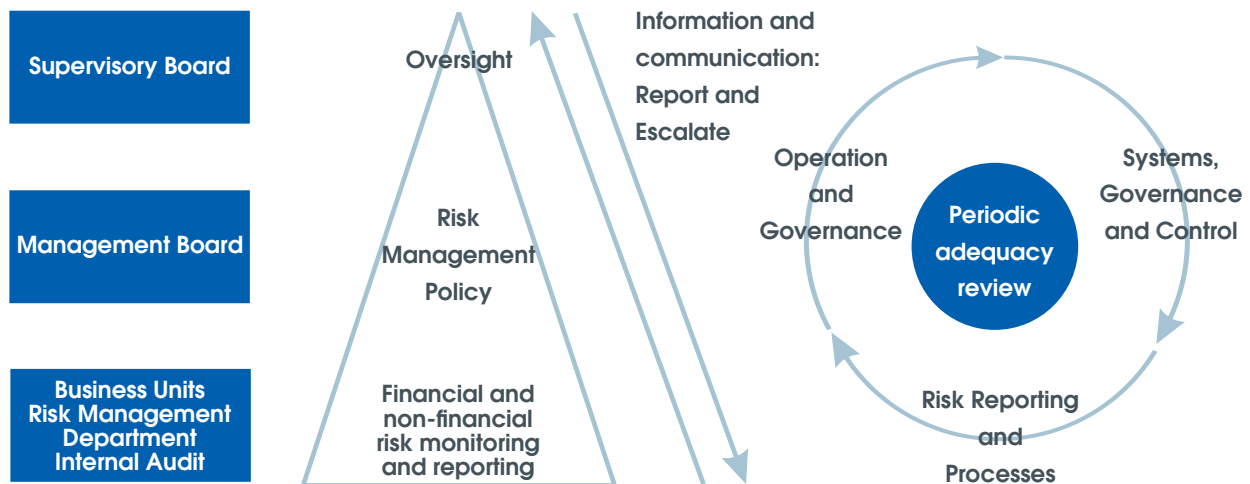 Supervisory Board
Management Board
Business Units
Risk Management
Department
Internal Audit
Oversight
Risk
Management
Policy
Financial and
non-financial
risk monitoring
and reporting
Information and
communication:
Report and
Escalate
Operation
and
Governance
Periodic
adequacy
review
Systems,
Governance
and Control
Risk Reporting
and
Processes